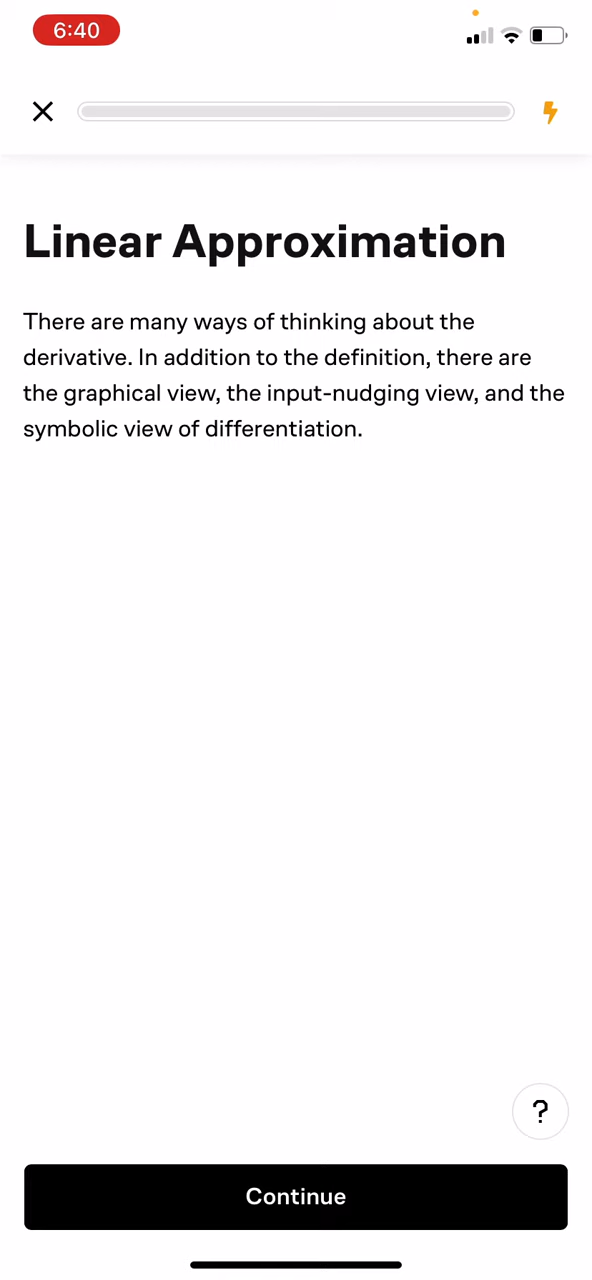 6:40
Linear Approximation
There are many ways of thinking about the
derivative. In addition to the definition, there are
the graphical view, the input-nudging view, and the
symbolic view of differentiation.
?
Continue